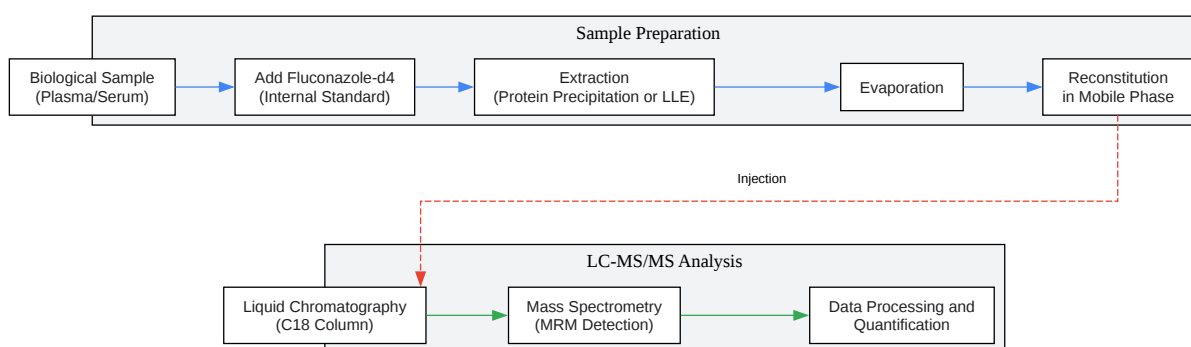 Sample Preparation
Biological Sample
(Plasma/Serum)
Add Fluconazole-d4
(Internal Standard)
Extraction
(Protein Precipitation or LLE)
Evaporation
Reconstitution
in Mobile Phase
Injection
LC-MS/MS Analysis
Liquid Chromatography
(C18 Column)
Mass Spectrometry
(MRM Detection)
Data Processing and
Quantification